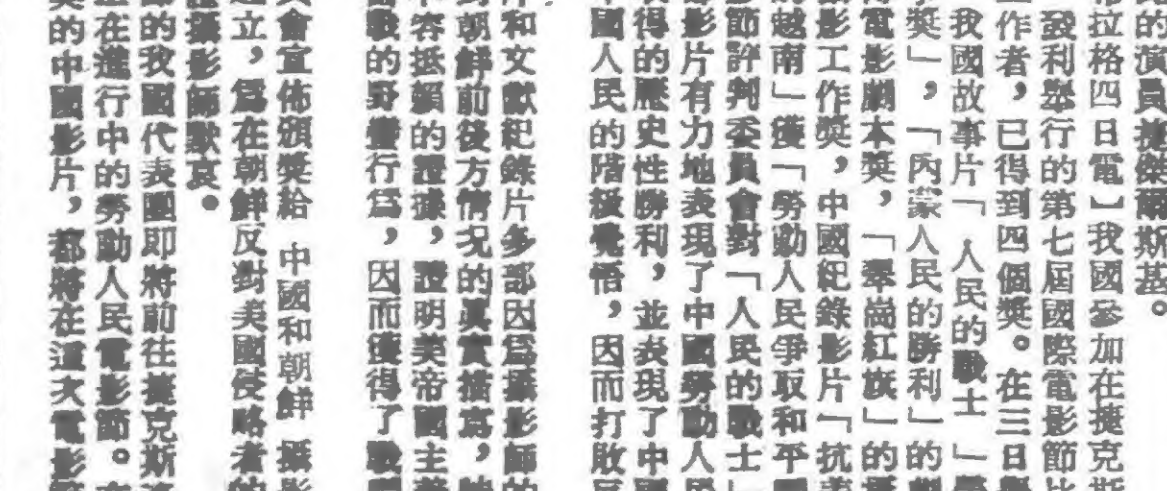 的演員捷傑爾斯基。
布拉格四日電】我國參加在捷克斯
發利舉行的第七屆國際電影節比
工作者，已得到四個獎。在三日舉
我國故事片「人民的戰士」
獎」，「內蒙人民的勝利」的
電影劇本獎，「翠崗紅旗」的攝
影工作獎，中國紀錄影片「抗美
越南」獲「勞動人民爭取和平
節評判委員會對「人民的戰士」
影片有力地表現了中國勞動人民
得的歷史性勝利，並表現了中國
國人民的階級覺悟，因而打敗
和文獻紀錄片多部因爲攝影師的
對朝鮮前後方情況的眞實描寫，
容抵賴的證據，證明美帝國主義
的野蠻行爲，因而獲得了戰
大會宣佈頒獎給 中國和朝鮮 攝影
立，爲在朝鮮反對美國侵略者的
攝影師默哀。
的我國代表團即將前往捷克斯
在進行中的勞動人民電影節。
的中國影片，都將在這次電影